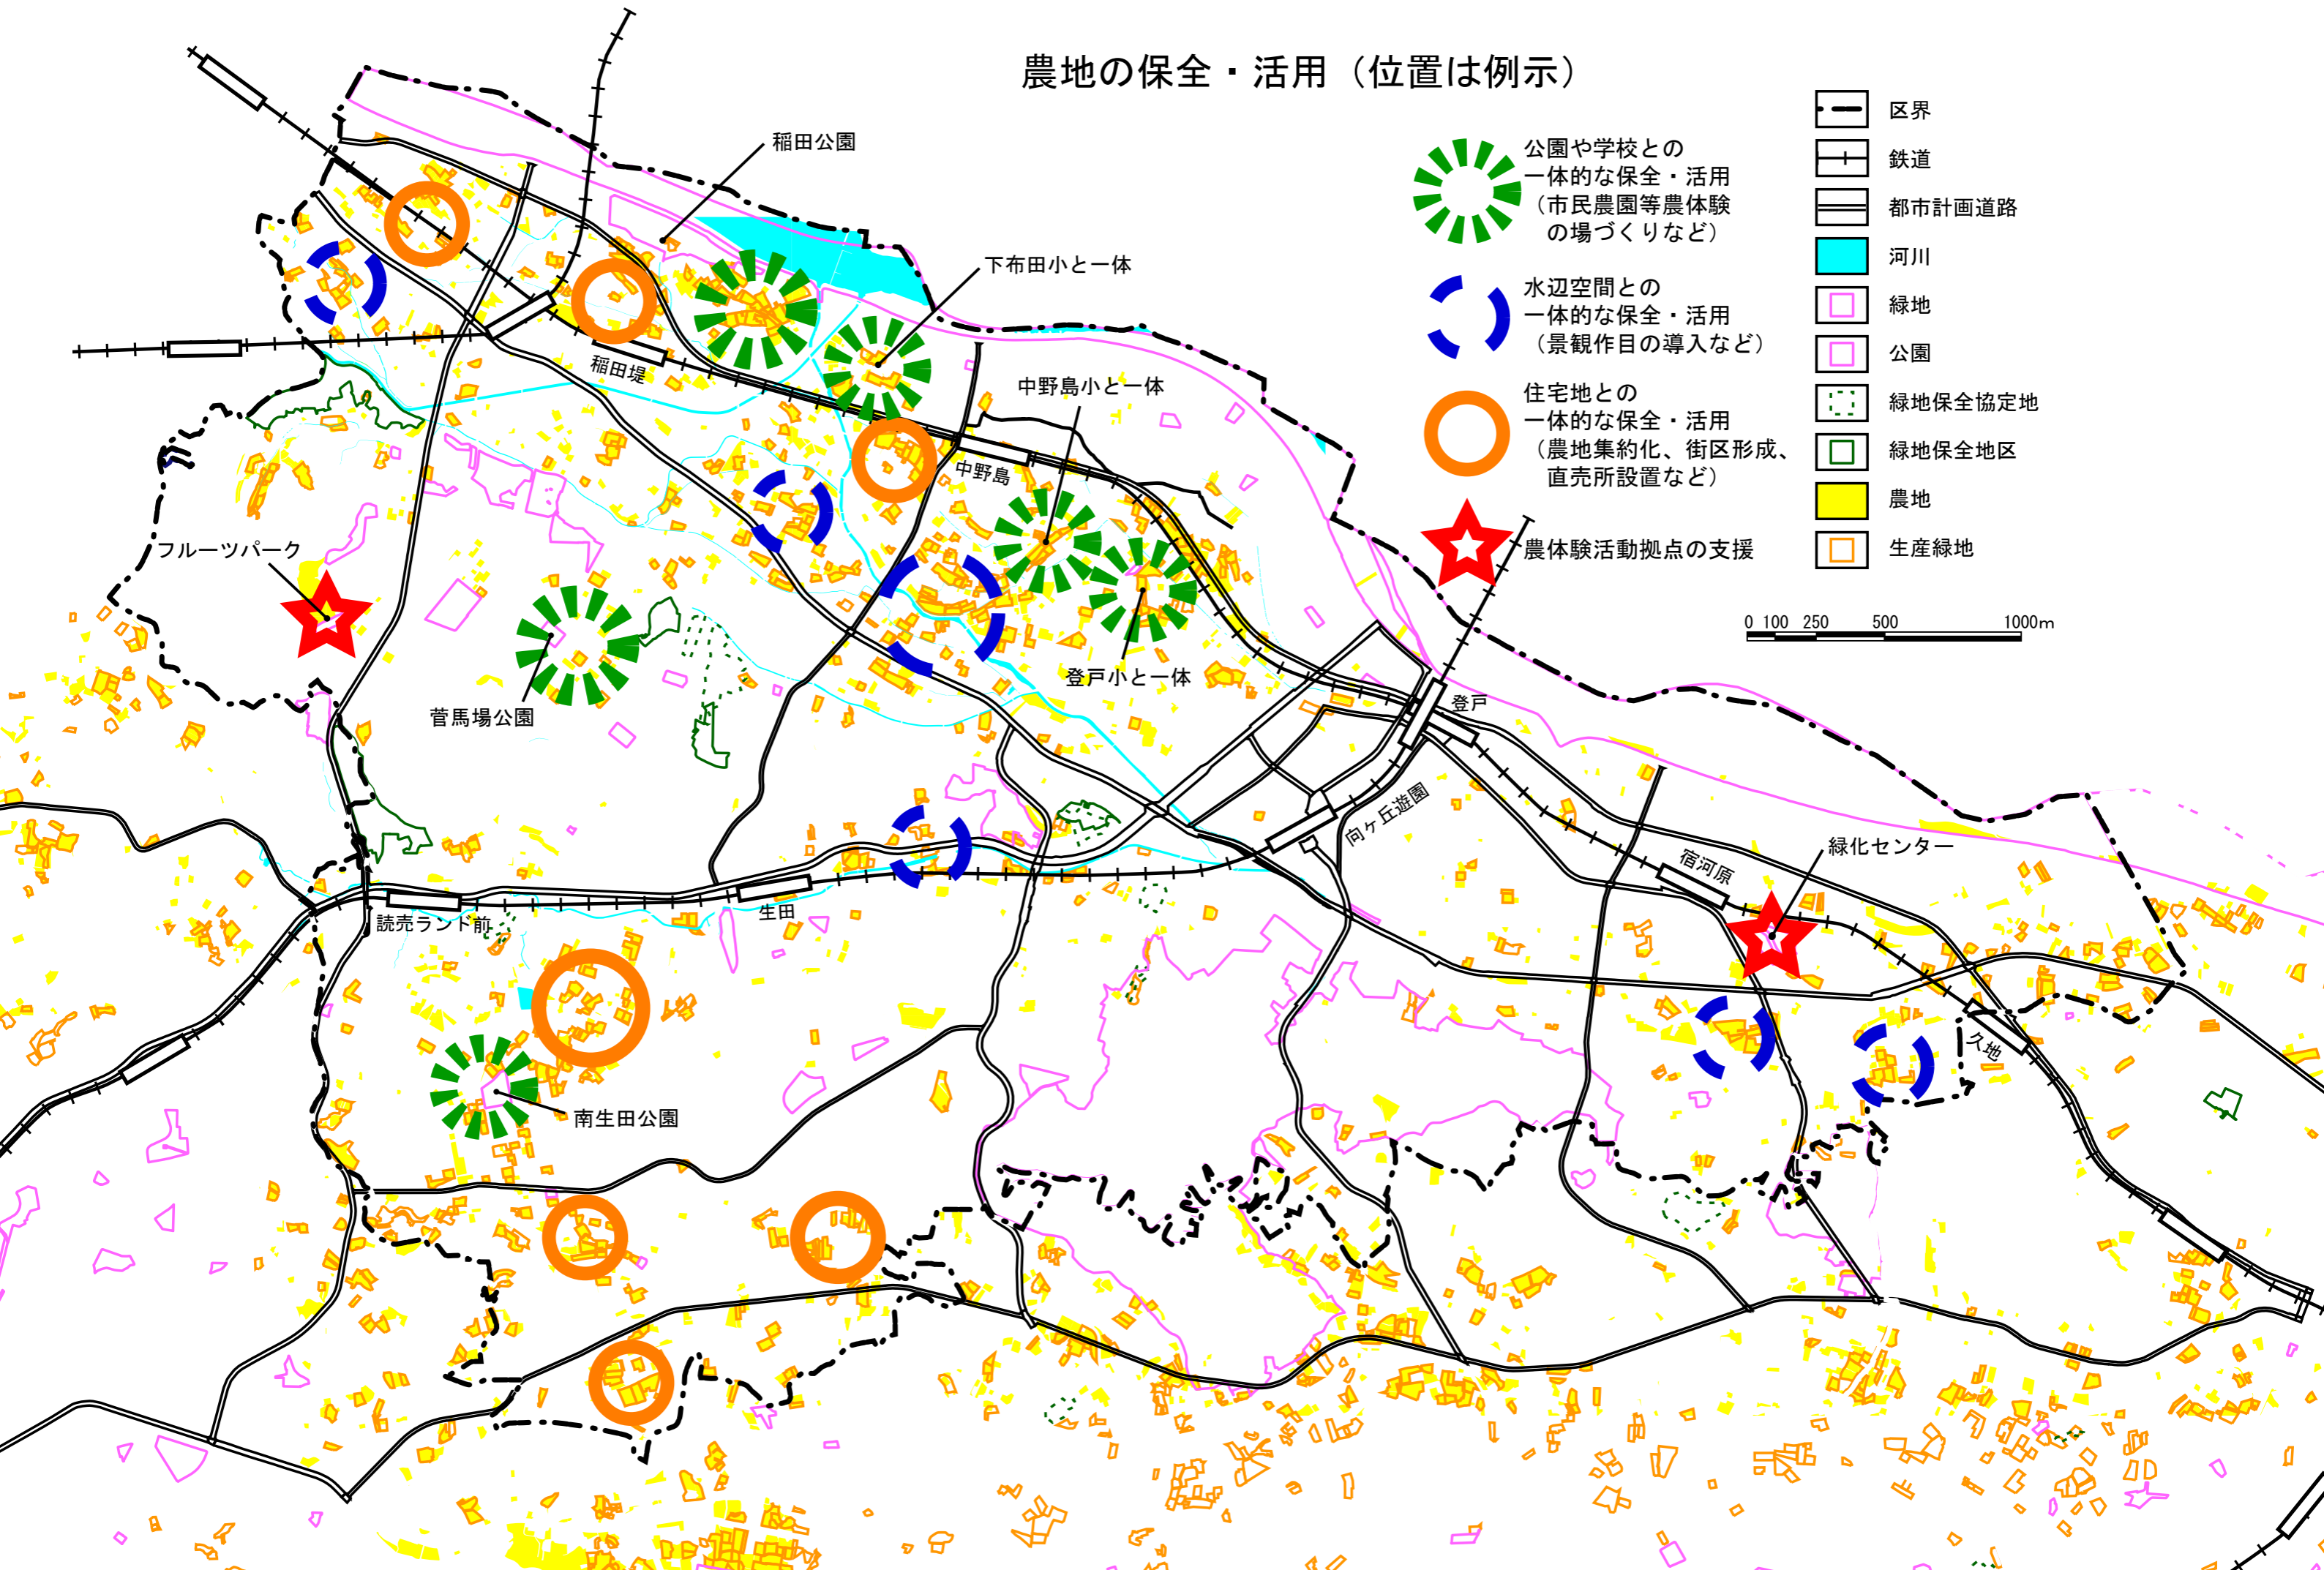 農地の保全・活用（位置は例示）
公園や学校との
一体的な保全・活用
（市民農園等農体験
の場づくりなど）
水辺空間との
一体的な保全・活用
（景観作目の導入など）
住宅地との
一体的な保全・活用
（農地集約化、街区形成、
直売所設置など）
農体験活動拠点の支援
区界
鉄道
都市計画道路
河川
緑地
公園
緑地保全協定地
緑地保全地区
農地
生産緑地
0 100 250 500 1000m
稲田公園
下布田小と一体
稲田堤
中野島小と一体
中野島
フルーツパーク
登戸小と一体
菅馬場公園
登戸
向ヶ丘遊園
宿河原
緑化センター
読売ランド前
生田
久地
南生田公園